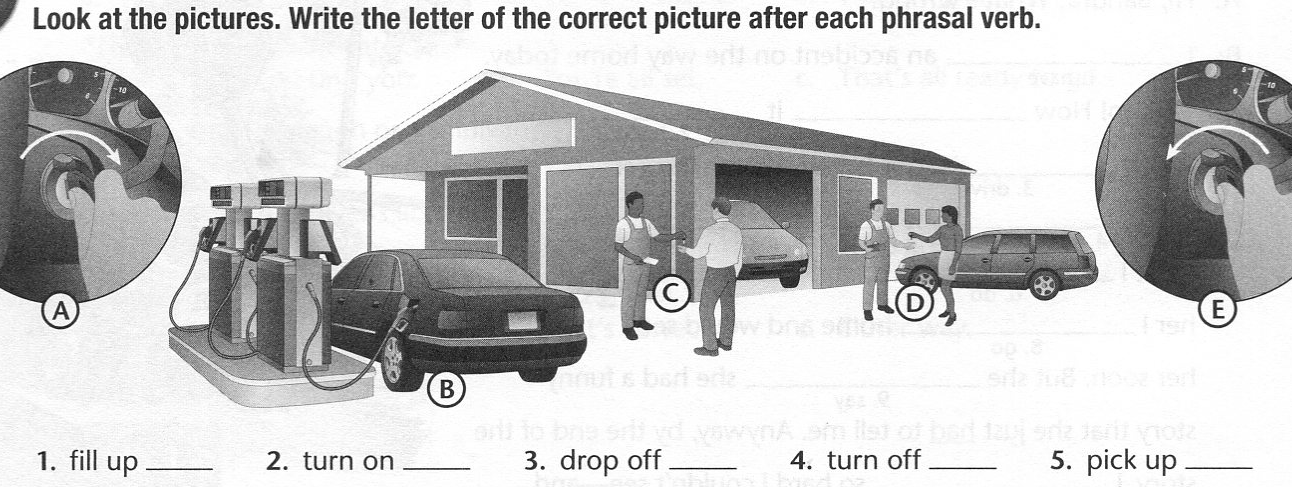 Look at the pictures. Write the letter of the correct picture after each phrasal verb.
A
B
C
D
E
1. fill up _____ 2. turn on _____ 3. drop off _____ 4. turn off _____ 5. pick up _____